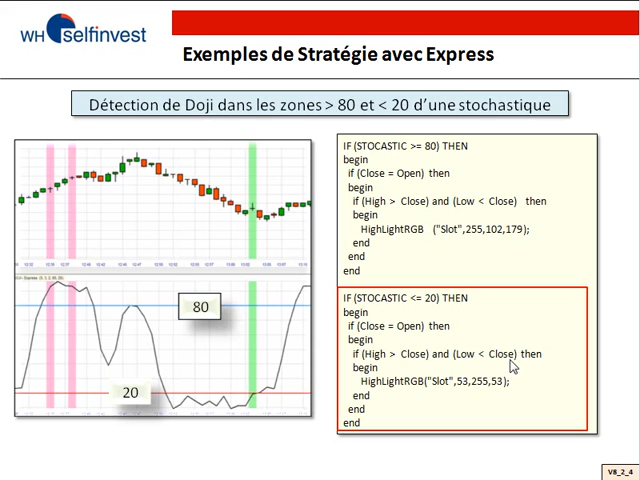 WH selfinvest
Exemples de Stratégie avec Express
Détection de Doji dans les zones > 80 et < 20 d'une stochastique
80
20
IF (STOCASTIC >= 80) THEN
begin
if (Close = Open) then
begin
if (High > Close) and (Low < Close) then
begin
HighLightRGB ("Slot",255,102,179);
end
end
end
IF (STOCASTIC <= 20) THEN
begin
if (Close = Open) then
begin
if (High > Close) and (Low < Close) then
begin
HighLightRGB("Slot",53,255,53);
end
end
end
V8_2_4